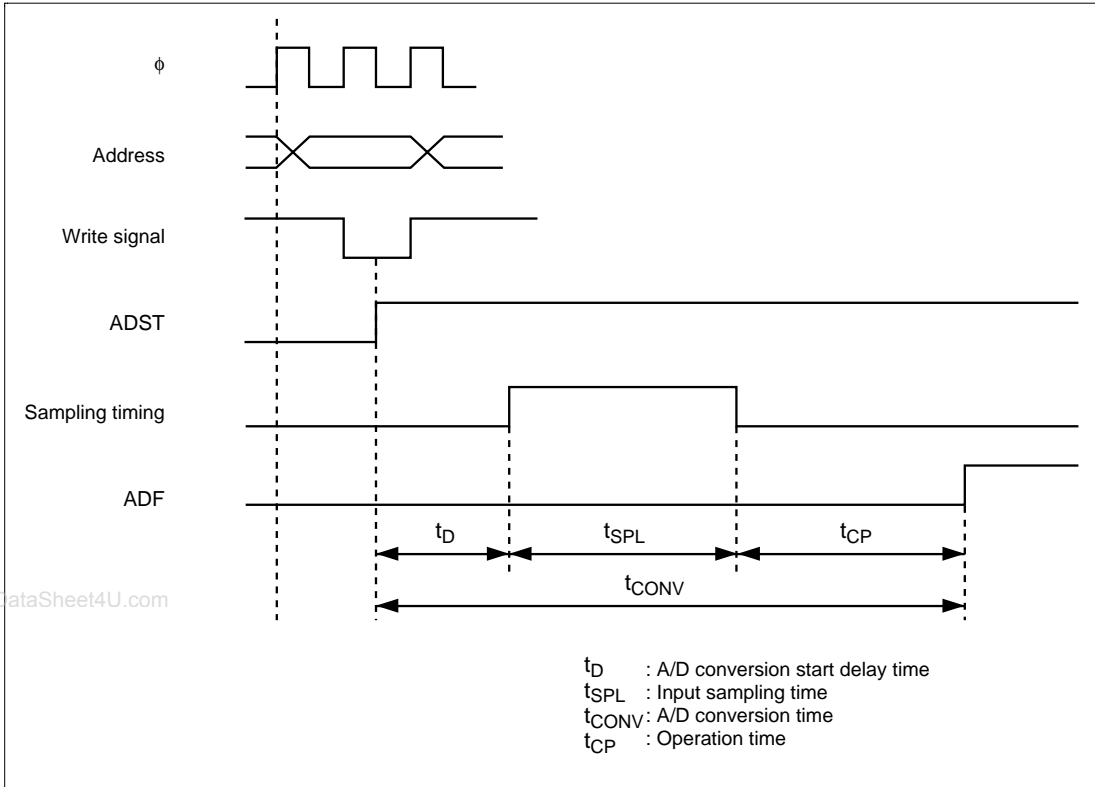 ϕ
Address
Write signal
ADST
Sampling timing
ADF
tD
tSPL
tCP
tCONV
DataSheet4U.com
tD : A/D conversion start delay time
tSPL : Input sampling time
tCONV : A/D conversion time
tCP : Operation time